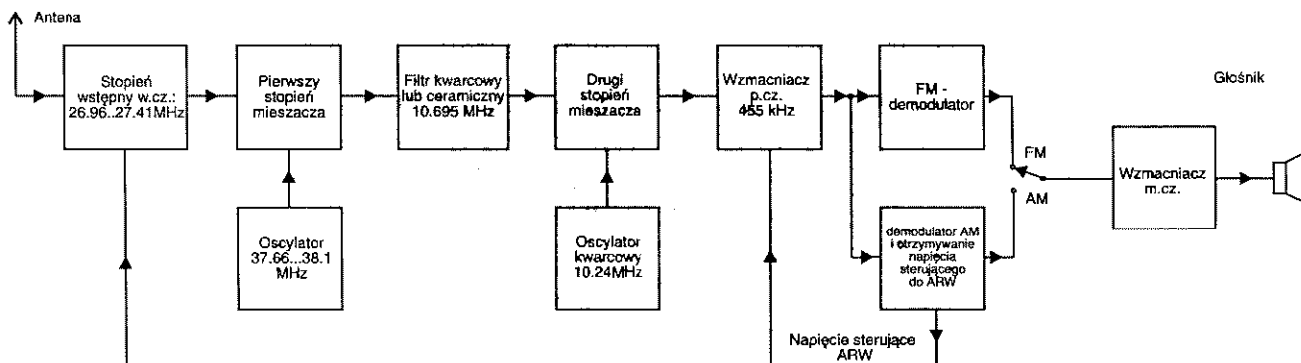 Antena
Stopień
wstępny w.cz.:
26.96..27.41MHz
Pierwszy
stopień
mieszacza
Filtr kwarcowy
lub ceramiczny
10.695 MHz
Drugi
stopień
mieszacza
Wzmacniacz
p.cz.
455 kHz
FM -
demodulator
Głośnik
FM
AM
Wzmacniacz
m.cz.
Oscylator
37.66...38.1
MHz
Oscylator
kwarcowy
10.24MHz
demodulator AM
i otrzymywanie
napięcia
sterującego
do ARW
Napięcie sterujące
ARW